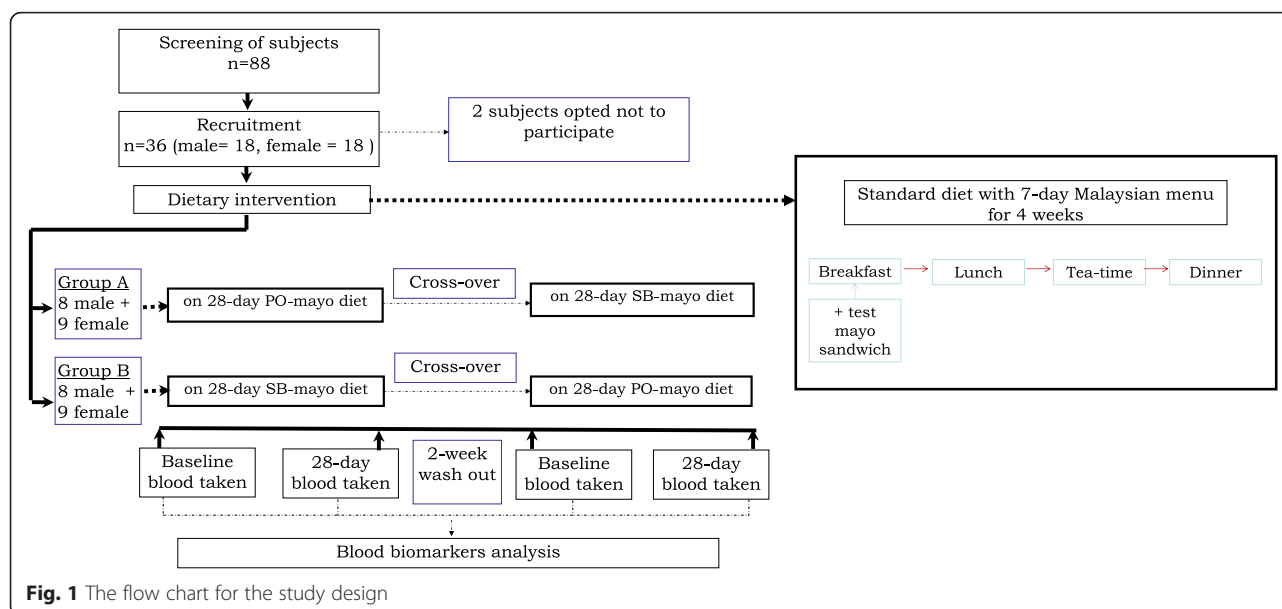 Screening of subjects
n=88
Recruitment
n=36 (male= 18, female = 18 )
2 subjects opted not to
participate
Dietary intervention
Standard diet with 7-day Malaysian menu
for 4 weeks
Breakfast
Lunch
Tea-time
Dinner
+ test
mayo
sandwich
Group A
8 male +
9 female
on 28-day PO-mayo diet
Cross-over
on 28-day SB-mayo diet
Group B
8 male +
9 female
on 28-day SB-mayo diet
Cross-over
on 28-day PO-mayo diet
Baseline
blood taken
28-day
blood taken
2-week
wash out
Baseline
blood taken
28-day
blood taken
Blood biomarkers analysis
Fig. 1 The flow chart for the study design